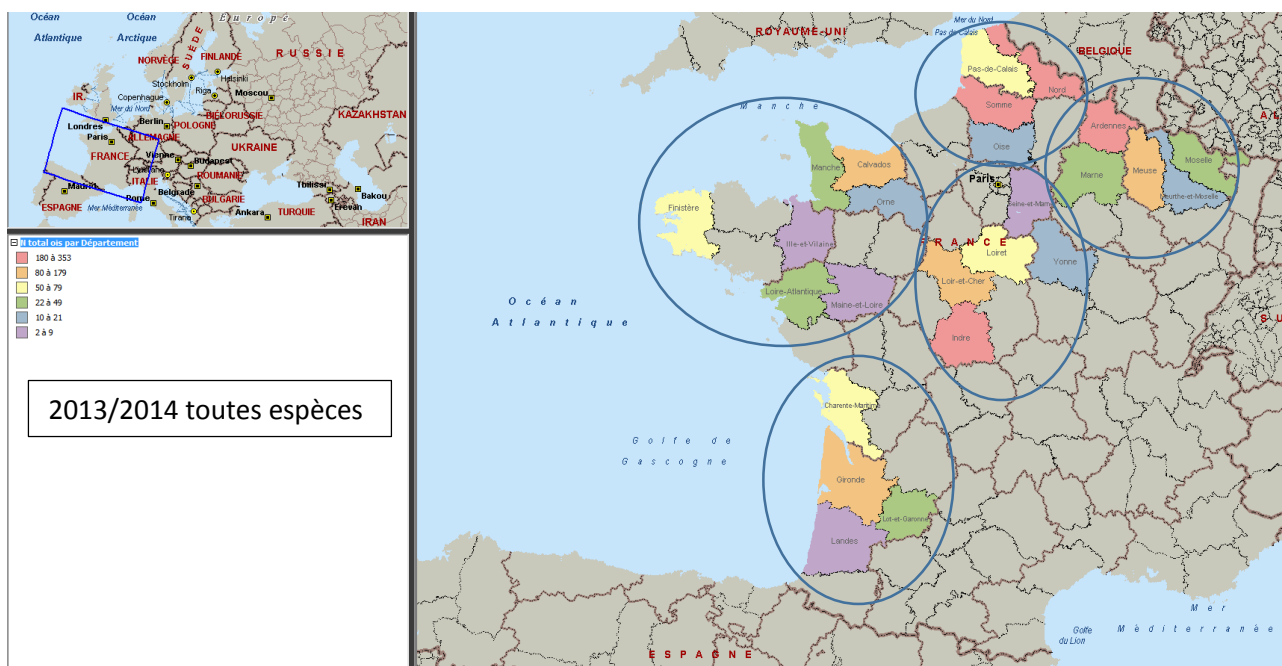 Océan
Atlantique
Océan
Arctique
Europe
NORVÈGE
SUÈDE
FINLANDE
RUSSIE
Stockholm
Helsinki
Riga
Moscou
IR.
Mer du Nord
Copenhague
BIÉLORUSSIE
KAZAKHSTAN
Londres
Berlin
POLOGNE
Paris
ALLEMAGNE
UKRAINE
FRANCE
Vienne
Budapest
ITALIE
ROUMANIE
Madrid
Belgrade
BULGARIE
Tbilissi
Bakou
ESPAGNE
Mer Méditerranée
Rome
Tirana
Ankara
TURQUIE
Erevan
IRAN
N total ois par Département
180 à 353
80 à 179
50 à 79
22 à 49
10 à 21
2 à 9
2013/2014 toutes espèces
Mer du Nord
ROYAUME-UNI
Pas de Calais
BELGIQUE
Pas-de-Calais
Nord
Manche
Somme
Oise
Ardennes
Manche
Calvados
Orne
Paris
Marne
Meuse
Moselle
Finistère
Ille-et-Vilaine
FRANCE
Loiret
Yonne
Loir-et-Cher
Loire-Atlantique
Maine-et-Loire
Océan
Atlantique
Indre
Charente-Maritime
Golfe de
Gascogne
Gironde
Lot-et-Garonne
Landes
Mer
Méditerranée
Golfe
du Lion
ESPAGNE